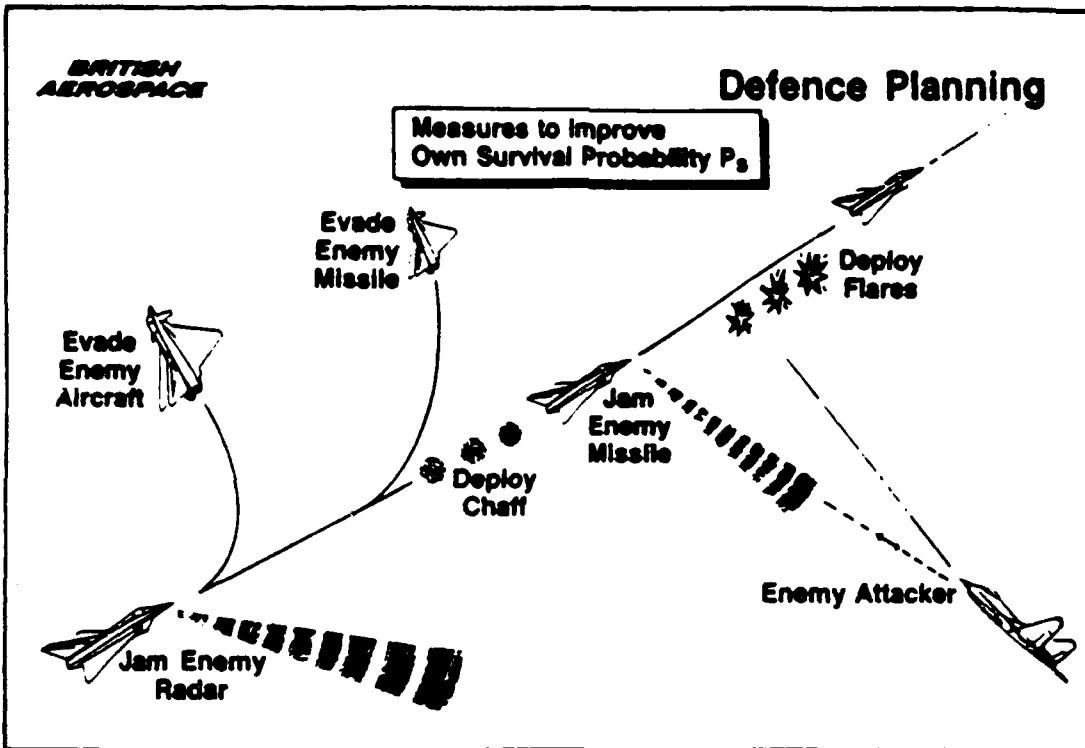 BRITISH
AEROSPACE
Defence Planning
Measures to Improve
Own Survival Probability Ps
Evade
Enemy
Missile
Deploy
Flares
Evade
Enemy
Aircraft
Jam
Enemy
Missile
Deploy
Chaff
Enemy Attacker
Jam Enemy
Radar